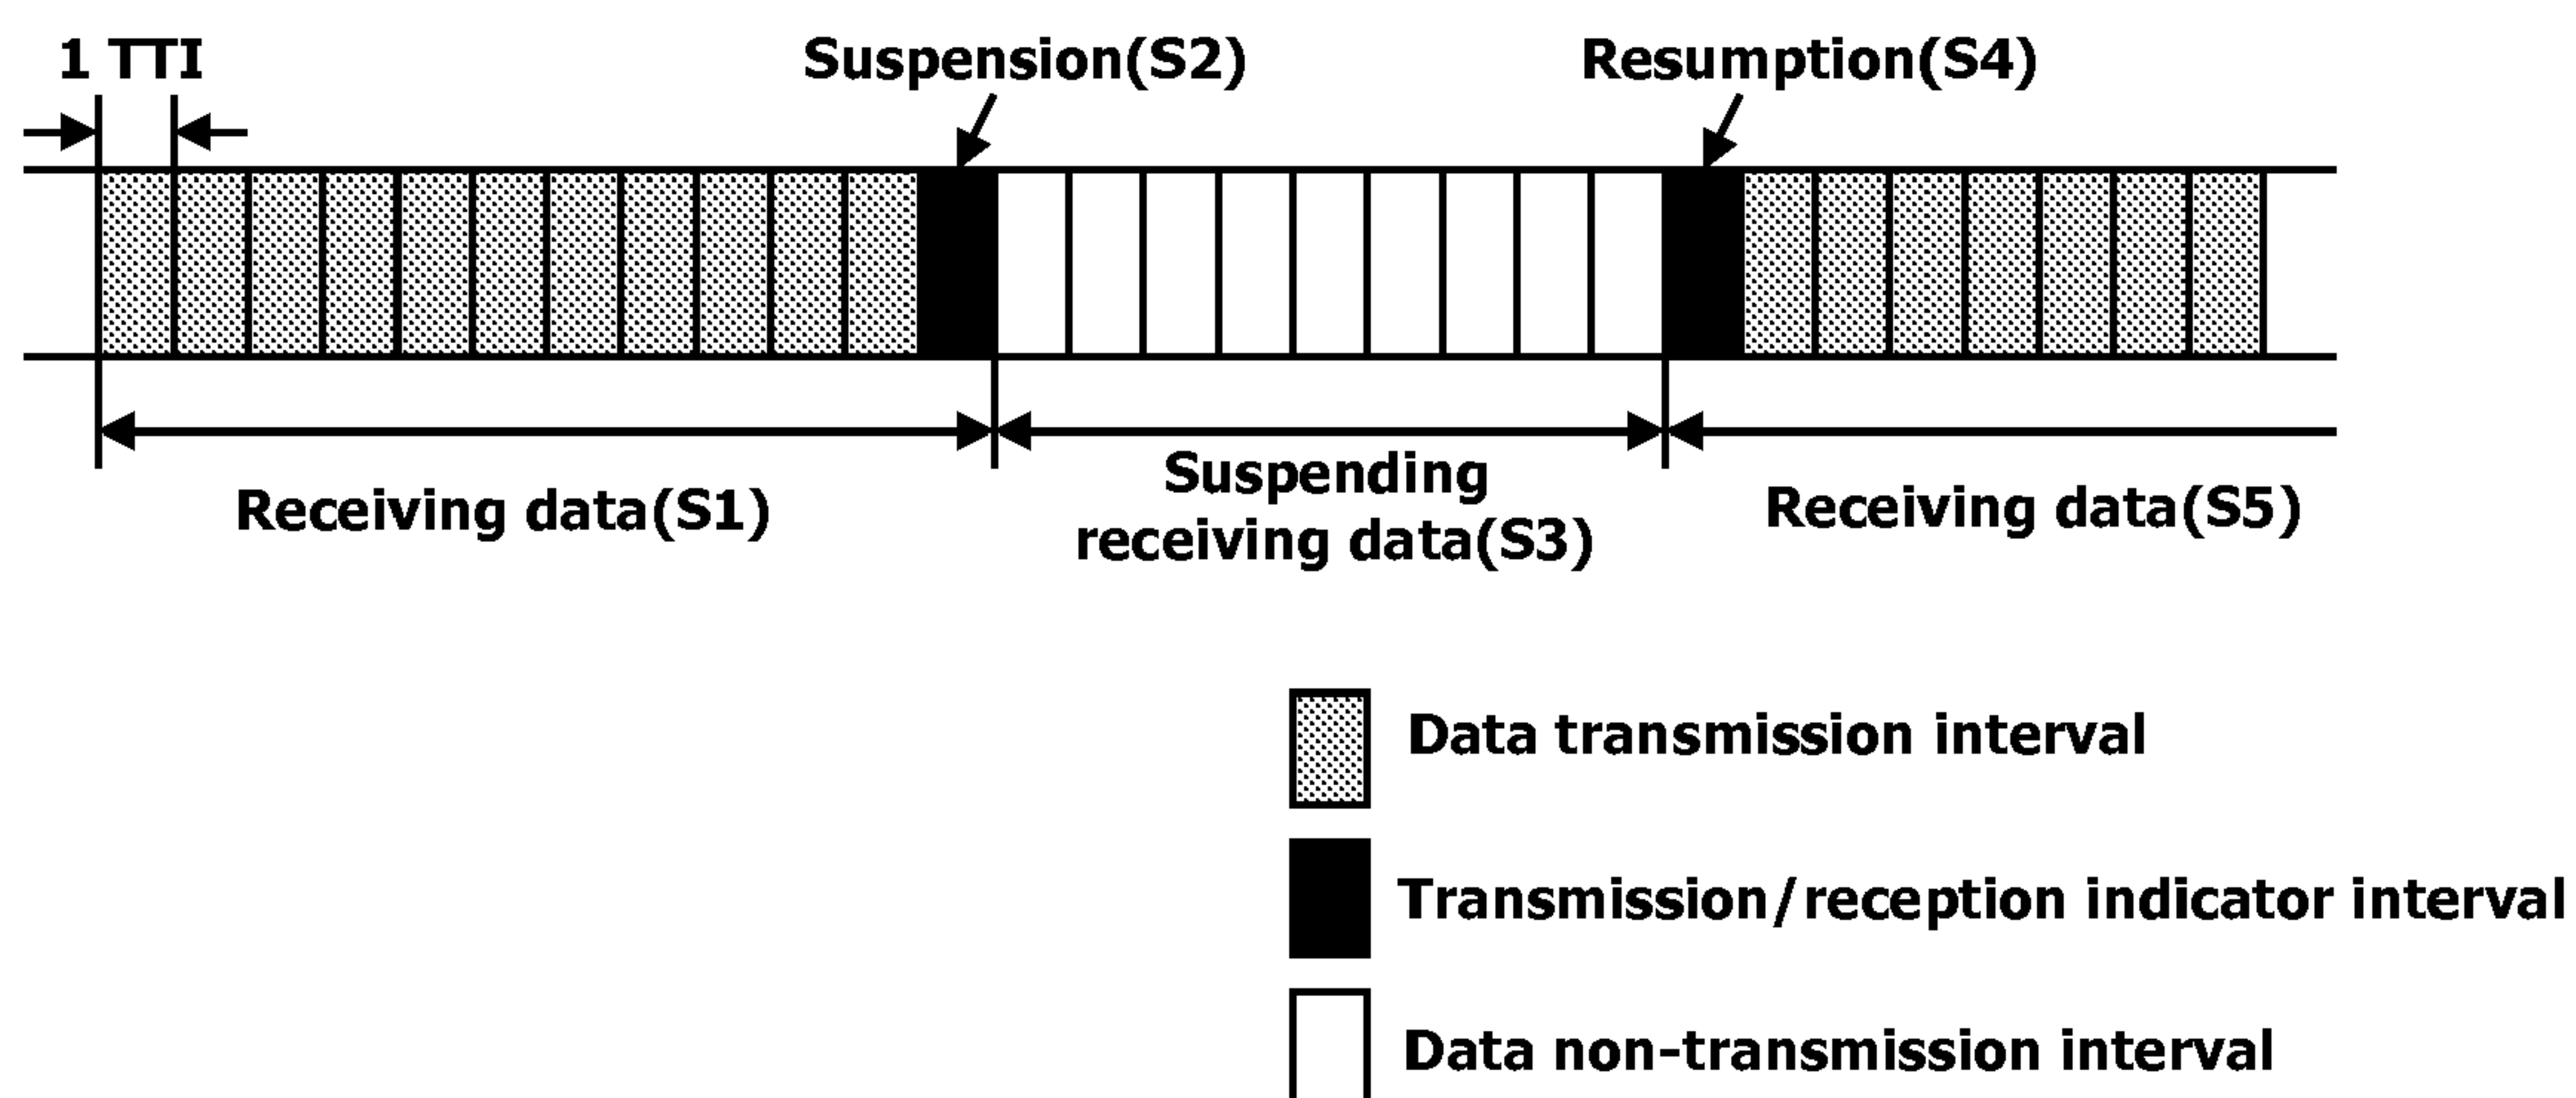 1 TTI
Suspension(S2)
Resumption(S4)
Receiving data(S1)
Suspending
receiving data(S3)
Receiving data(S5)
Data transmission interval
Transmission/reception indicator interval
Data non-transmission interval